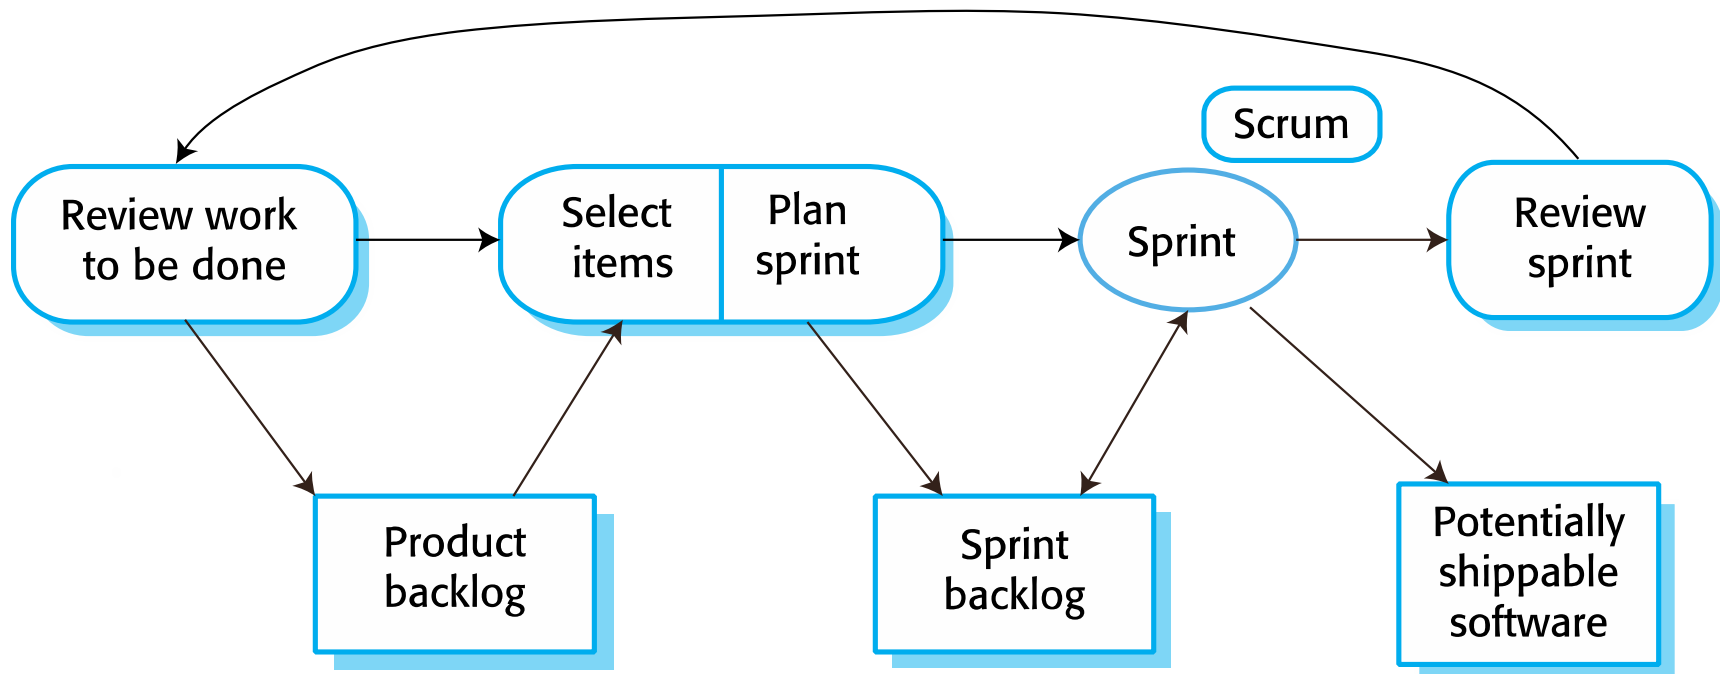 Scrum
Review work
to be done
Select
items
Plan
sprint
Sprint
Review
sprint
Product
backlog
Sprint
backlog
Potentially
shippable
software